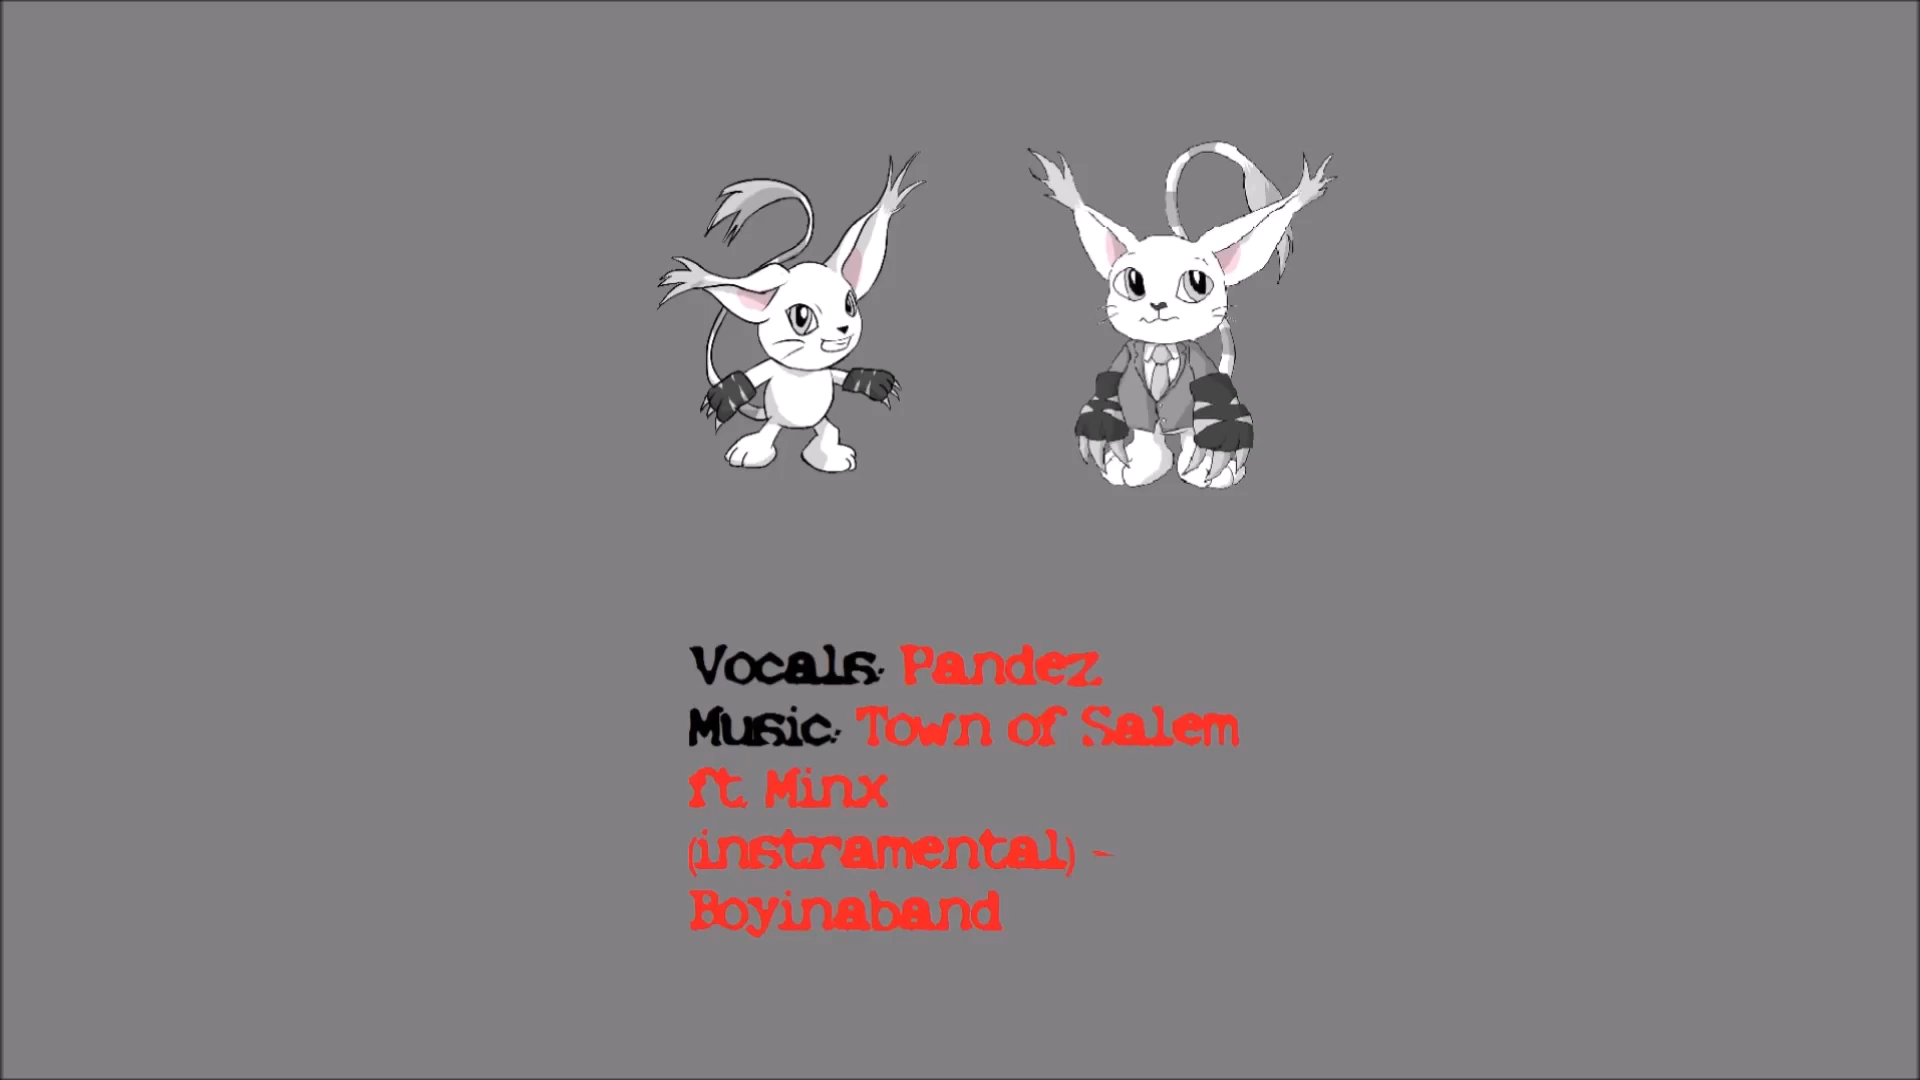 Vocals: Pandez
Music: Town of Salem
ft Minx
(instramental) -
Boyinaband